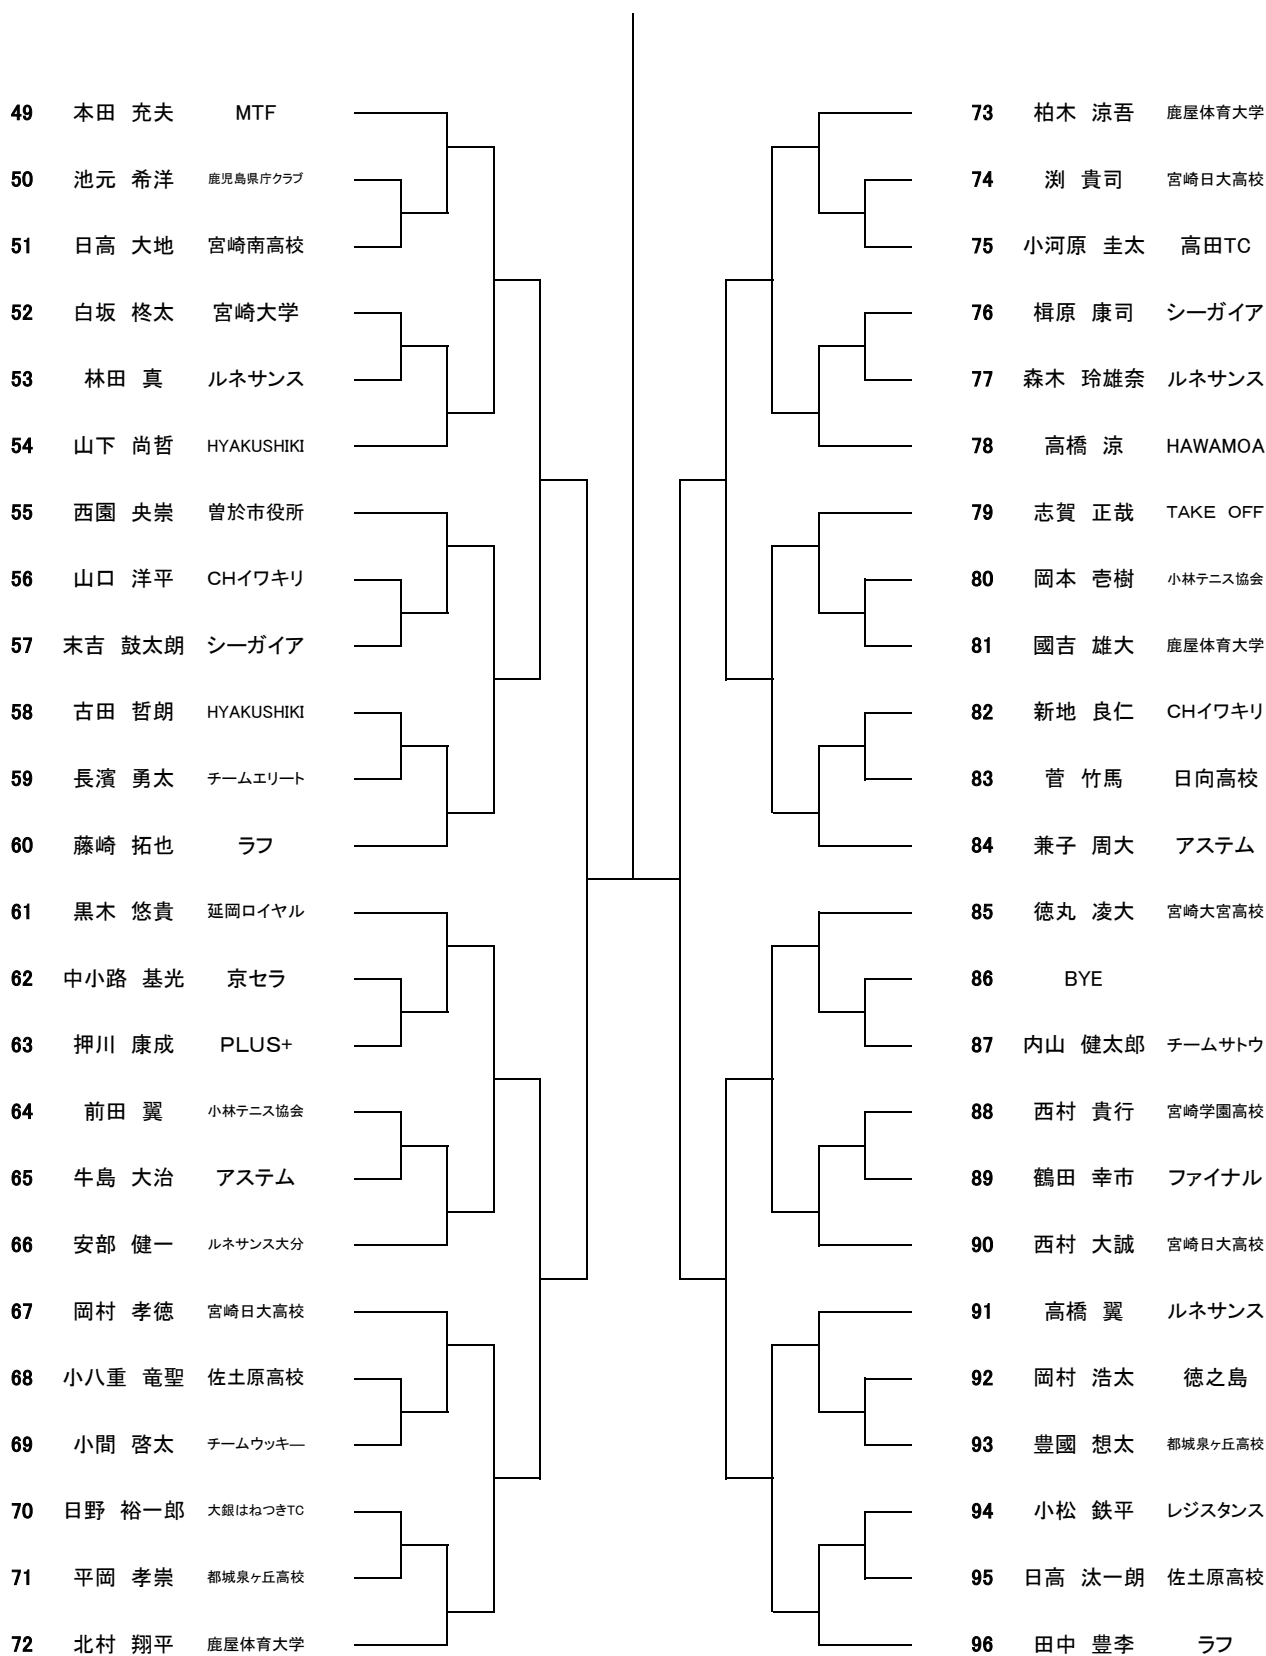 49 本田 充夫 MTF
50 池元 希洋 鹿児島県庁クラブ
51 日高 大地 宮崎南高校
52 白坂 柊太 宮崎大学
53 林田 真 ルネサンス
54 山下 尚哲 HYAKUSHIKI
55 西園 央崇 曽於市役所
56 山口 洋平 CHイワキリ
57 末吉 鼓太朗 シーガイア
58 古田 哲朗 HYAKUSHIKI
59 長濱 勇太 チームエリート
60 藤崎 拓也 ラフ
61 黒木 悠貴 延岡ロイヤル
62 中小路 基光 京セラ
63 押川 康成 PLUS+
64 前田 翼 小林テニス協会
65 牛島 大治 アステム
66 安部 健一 ルネサンス大分
67 岡村 孝徳 宮崎日大高校
68 小八重 竜聖 佐土原高校
69 小間 啓太 チームウッキー
70 日野 裕一郎 大銀はねつきTC
71 平岡 孝崇 都城泉ヶ丘高校
72 北村 翔平 鹿屋体育大学
73 柏木 涼吾 鹿屋体育大学
74 渕 貴司 宮崎日大高校
75 小河原 圭太 高田TC
76 楫原 康司 シーガイア
77 森木 玲雄奈 ルネサンス
78 高橋 涼 HAWAMOA
79 志賀 正哉 TAKE OFF
80 岡本 壱樹 小林テニス協会
81 國吉 雄大 鹿屋体育大学
82 新地 良仁 CHイワキリ
83 菅 竹馬 日向高校
84 兼子 周大 アステム
85 徳丸 凌大 宮崎大宮高校
86 BYE
87 内山 健太郎 チームサトウ
88 西村 貴行 宮崎学園高校
89 鶴田 幸市 ファイナル
90 西村 大誠 宮崎日大高校
91 高橋 翼 ルネサンス
92 岡村 浩太 徳之島
93 豊國 想太 都城泉ヶ丘高校
94 小松 鉄平 レジスタンス
95 日高 汰一朗 佐土原高校
96 田中 豊李 ラフ